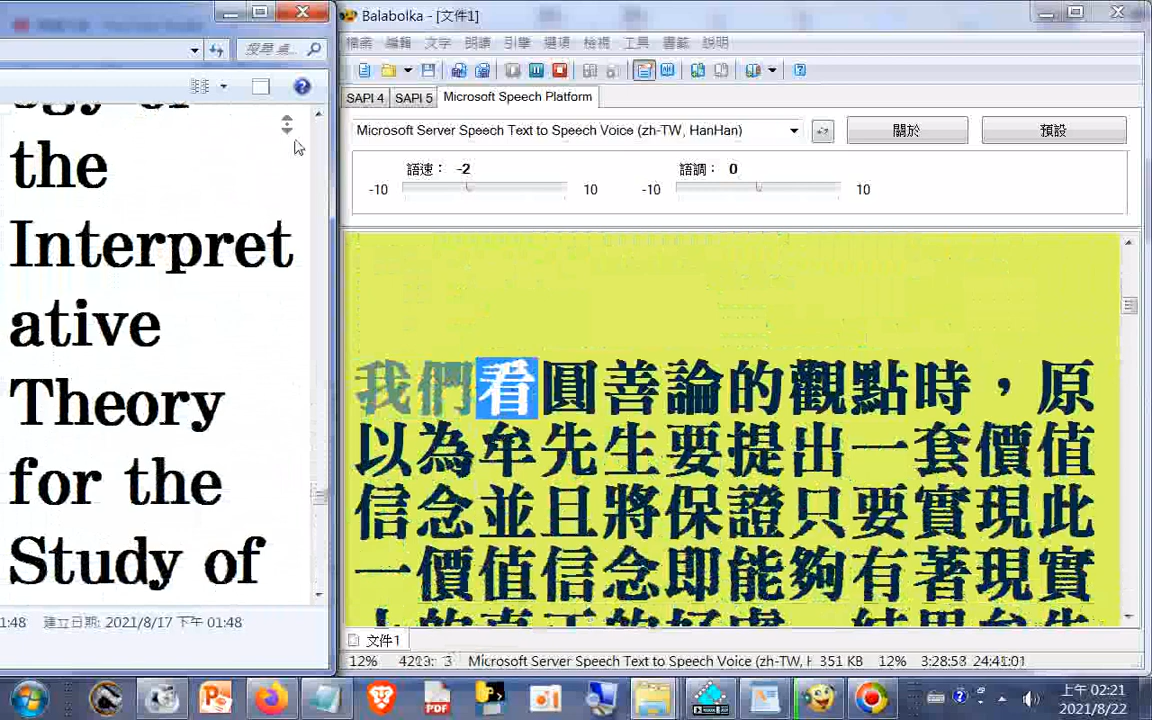 搜尋桌...
the
Interpret
ative
Theory
for the
Study of
1:48 建立日期: 2021/8/17 下午 01:48
Balabolka - [文件1]
檔案 編輯 文字 朗讀 引擎 選項 檢視 工具 書籤 說明
SAPI 4 SAPI 5 Microsoft Speech Platform
Microsoft Server Speech Text to Speech Voice (zh-TW, HanHan)
關於 預設
語速： -2 語調： 0
-10 10 -10 10
我們看圓善論的觀點時，原
以為牟先生要提出一套價值
信念並且將保證只要實現此
一價值信念即能夠有著現實
文件1
12% Microsoft Server Speech Text to Speech Voice (zh-TW, H 351 KB 12% 3:28:53 24:41:01
PDF
上午 02:21
2021/8/22